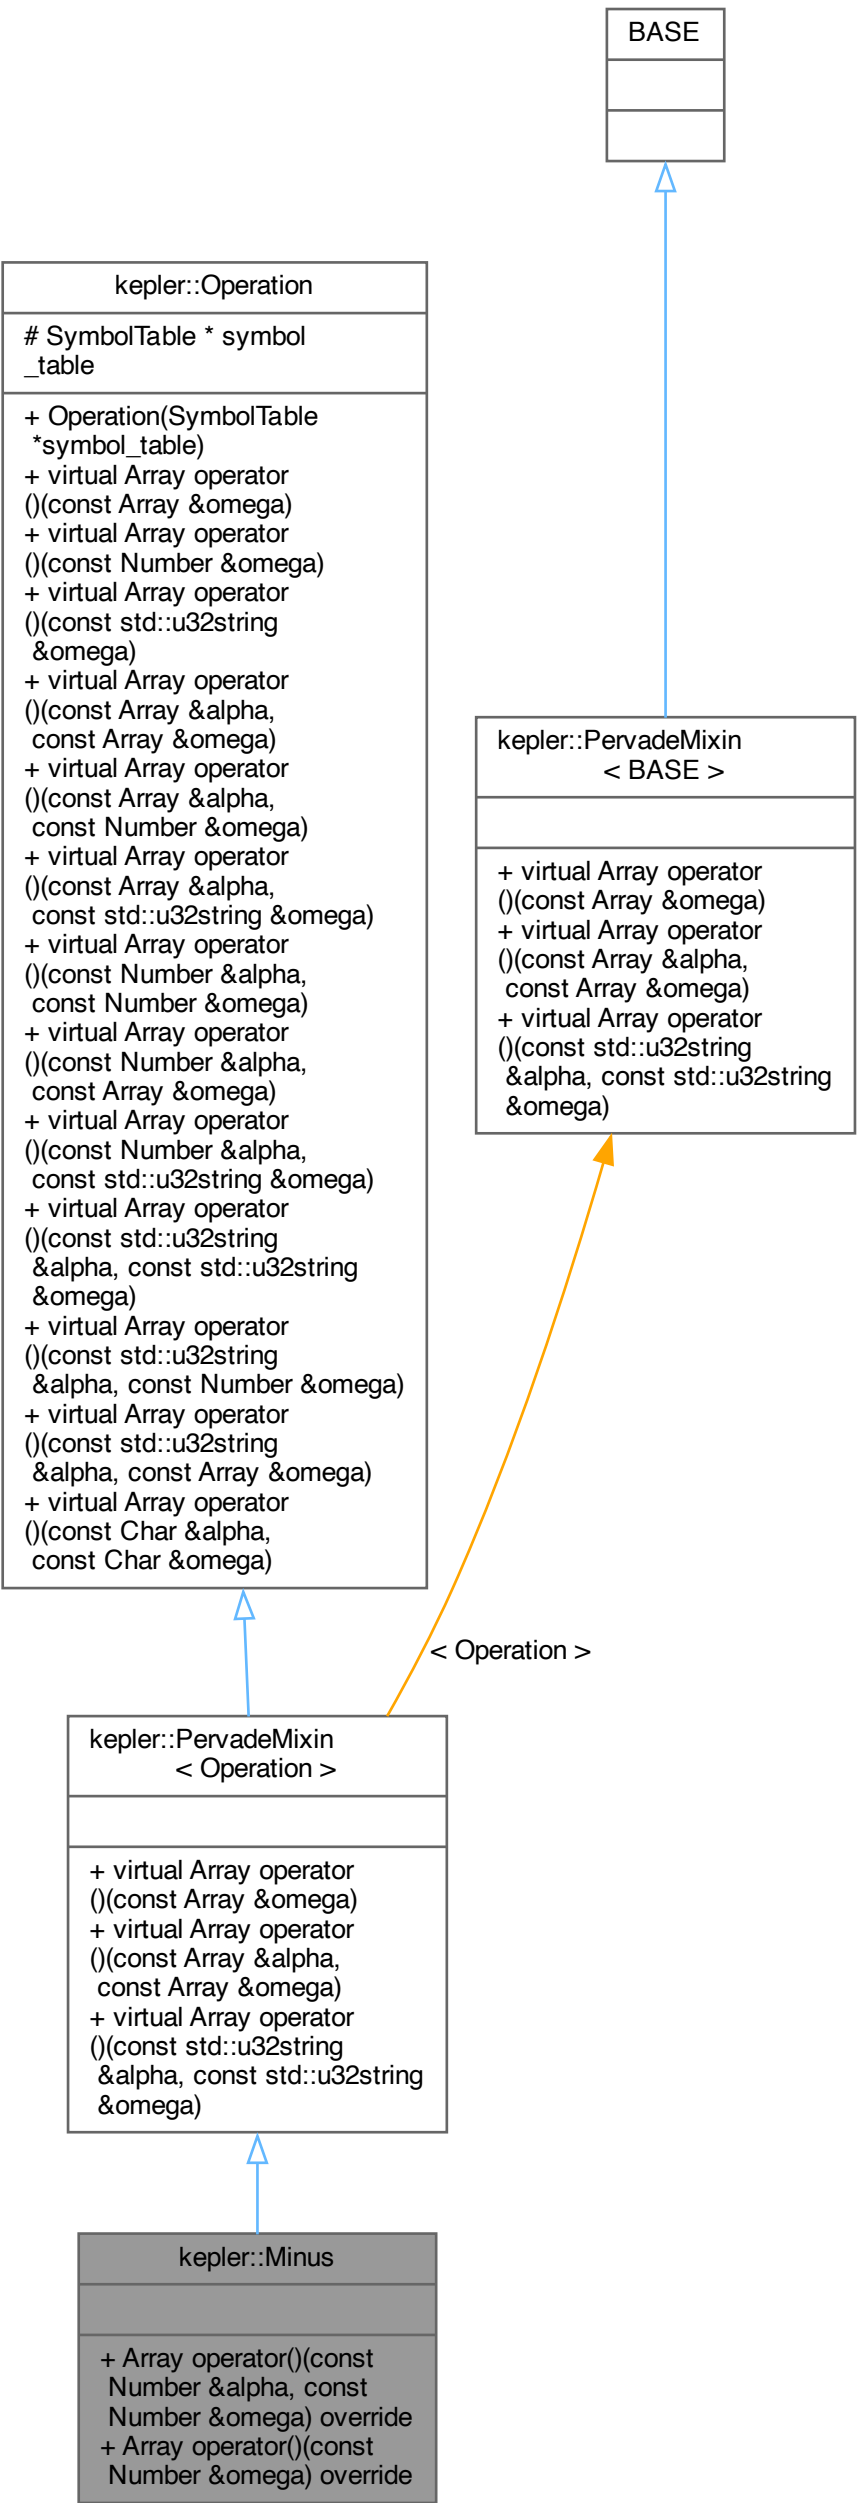 BASE
kepler::Operation
# SymbolTable * symbol
_table
+ Operation(SymbolTable
*symbol_table)
+ virtual Array operator
()(const Array &omega)
+ virtual Array operator
()(const Number &omega)
+ virtual Array operator
()(const std::u32string
&omega)
+ virtual Array operator
()(const Array &alpha,
const Array &omega)
+ virtual Array operator
()(const Array &alpha,
const Number &omega)
+ virtual Array operator
()(const Array &alpha,
const std::u32string &omega)
+ virtual Array operator
()(const Number &alpha,
const Number &omega)
+ virtual Array operator
()(const Number &alpha,
const Array &omega)
+ virtual Array operator
()(const Number &alpha,
const std::u32string &omega)
+ virtual Array operator
()(const std::u32string
&alpha, const std::u32string
&omega)
+ virtual Array operator
()(const std::u32string
&alpha, const Number &omega)
+ virtual Array operator
()(const std::u32string
&alpha, const Array &omega)
+ virtual Array operator
()(const Char &alpha,
const Char &omega)
kepler::PervadeMixin
< BASE >
+ virtual Array operator
()(const Array &omega)
+ virtual Array operator
()(const Array &alpha,
const Array &omega)
+ virtual Array operator
()(const std::u32string
&alpha, const std::u32string
&omega)
< Operation >
kepler::PervadeMixin
< Operation >
+ virtual Array operator
()(const Array &omega)
+ virtual Array operator
()(const Array &alpha,
const Array &omega)
+ virtual Array operator
()(const std::u32string
&alpha, const std::u32string
&omega)
kepler::Minus
+ Array operator()(const
Number &alpha, const
Number &omega) override
+ Array operator()(const
Number &omega) override